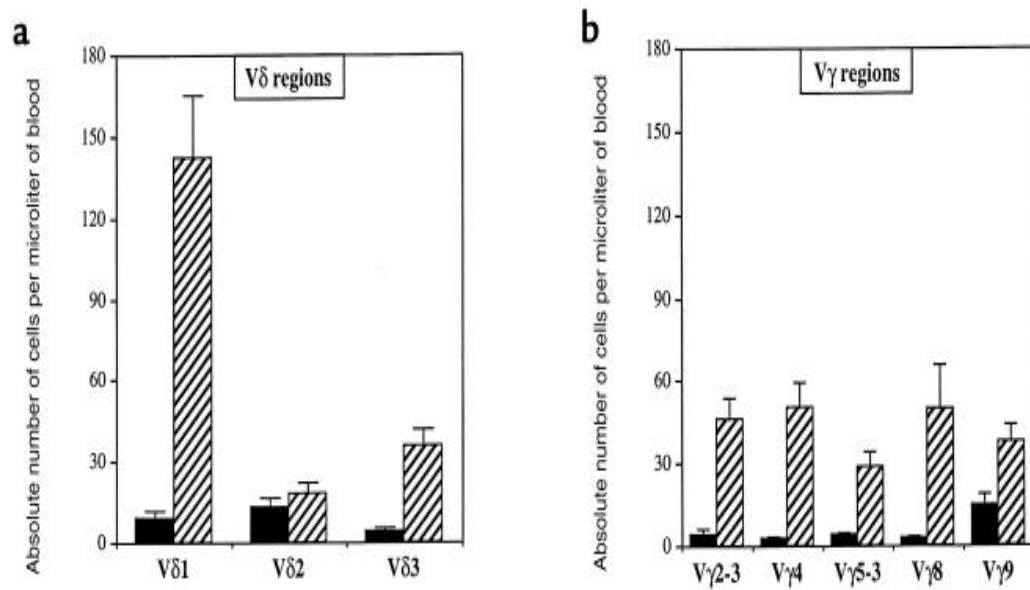 a
Absolute number of cells per microliter of blood
180
150
120
90
60
30
0
Vδ regions
Vδ1 Vδ2 Vδ3
b
Absolute number of cells per microliter of blood
180
150
120
90
60
30
0
Vγ regions
Vγ2-3 Vγ4 Vγ5-3 Vγ8 Vγ9